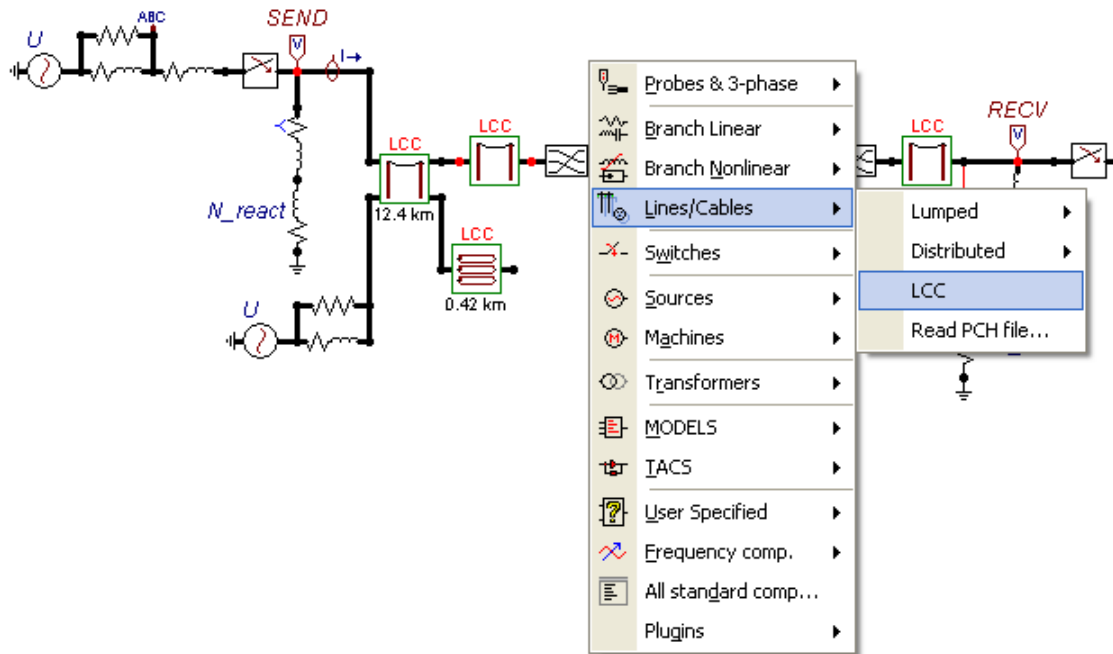 ABC
SEND
U
V
I
LCC
LCC
12.4 km
N_react
LCC
0.42 km
U
Probes & 3-phase
Branch Linear
Branch Nonlinear
Lines/Cables
Switches
Sources
Machines
Transformers
MODELS
TACS
User Specified
Frequency comp.
All standard comp...
Plugins
LCC
RECV
V
Lumped
Distributed
LCC
Read PCH file...